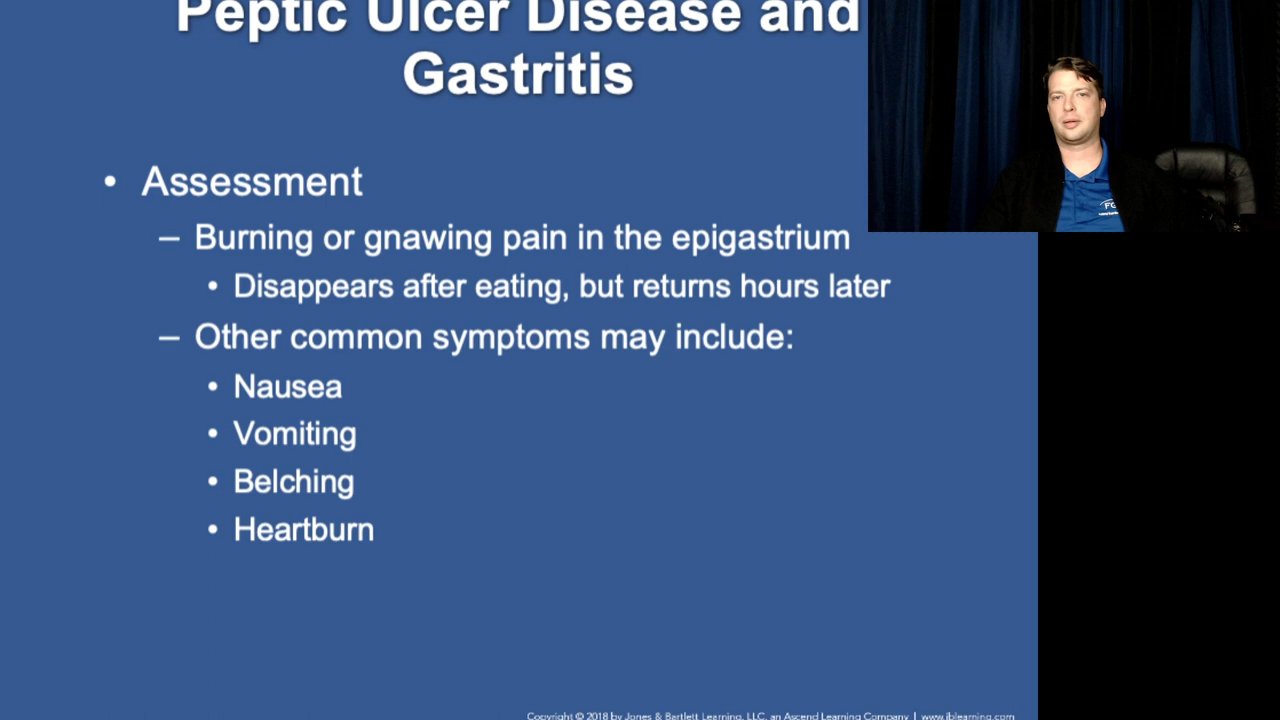 Peptic Ulcer Disease and
Gastritis
• Assessment
– Burning or gnawing pain in the epigastrium
• Disappears after eating, but returns hours later
– Other common symptoms may include:
• Nausea
• Vomiting
• Belching
• Heartburn
Copyright © 2018 by Jones & Bartlett Learning, LLC, an Ascend Learning Company | www.jblearning.com